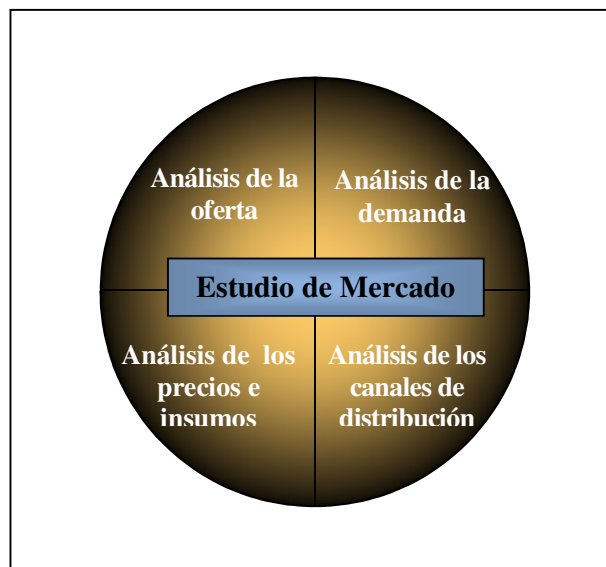 Análisis de la
oferta
Análisis de la
demanda
Estudio de Mercado
Análisis de  los
precios e
insumos
Análisis de los
canales de
distribución